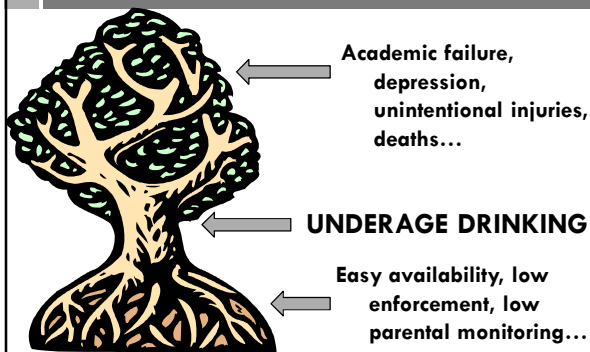 Academic failure,
depression,
unintentional injuries,
deaths...
UNDERAGE DRINKING
Easy availability, low
enforcement, low
parental monitoring...